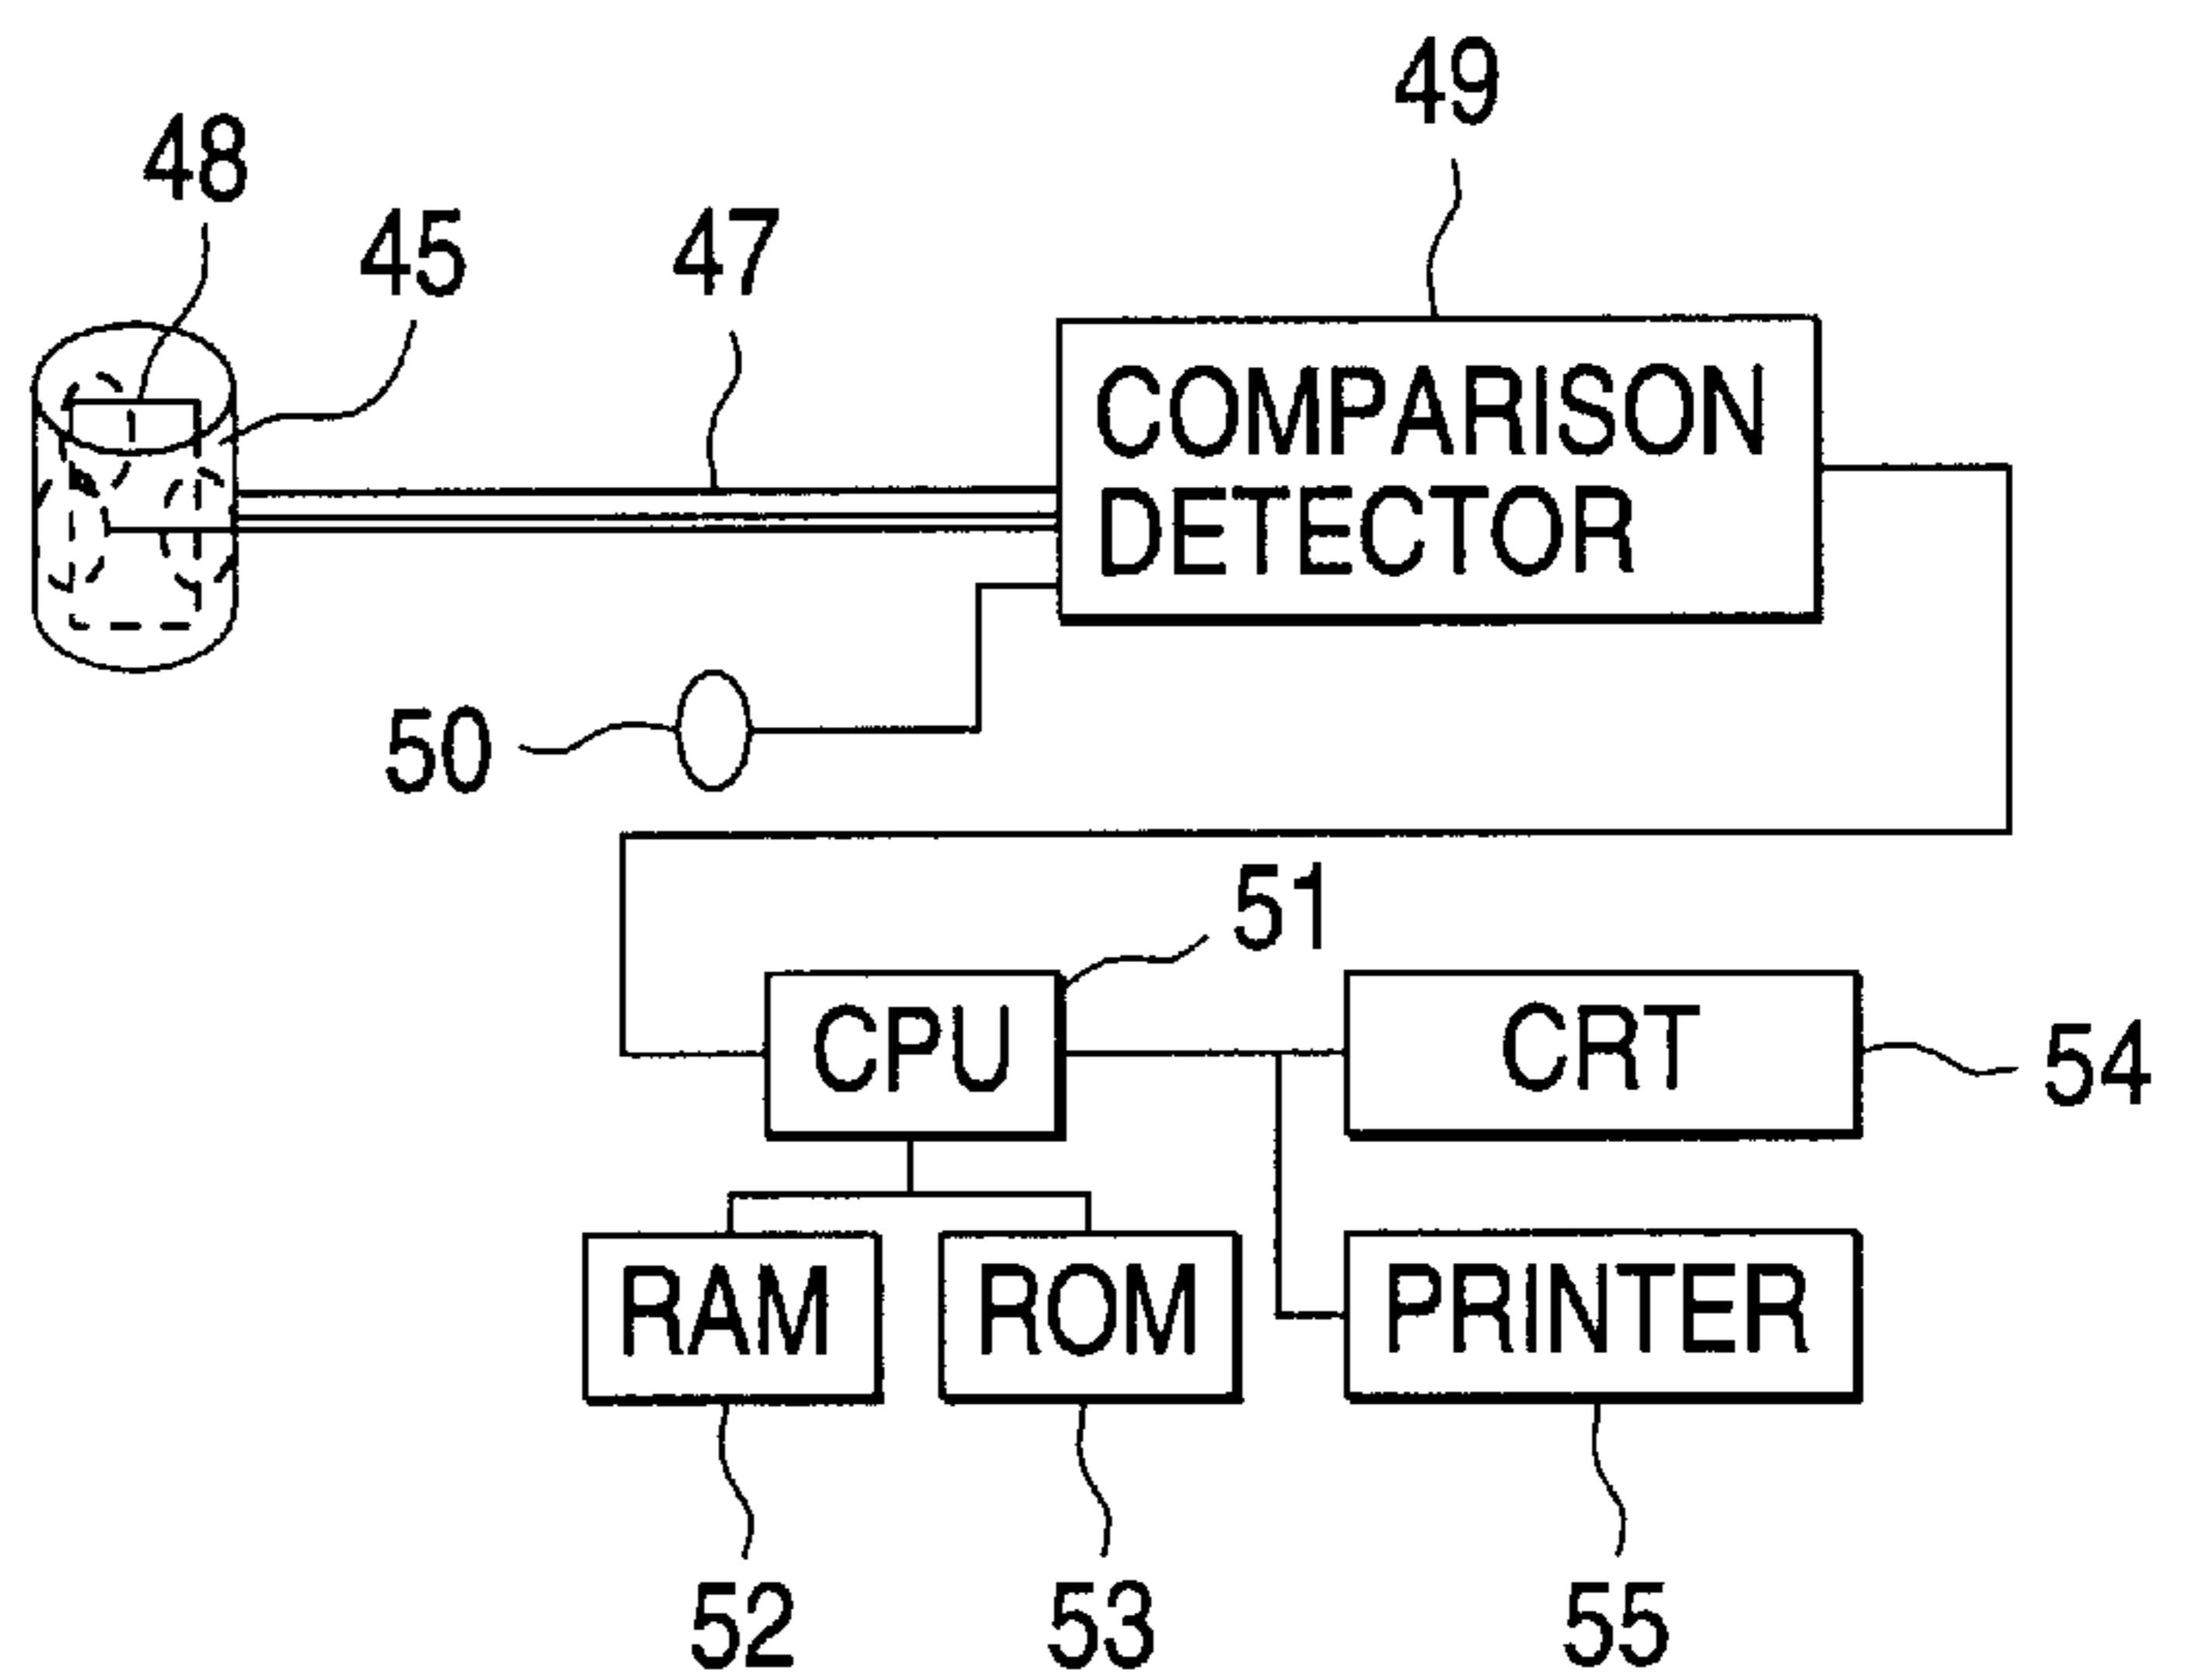 49
48
45
47
COMPARISON
DETECTOR
50
51
CPU
CRT
54
RAM
ROM
PRINTER
52
53
55